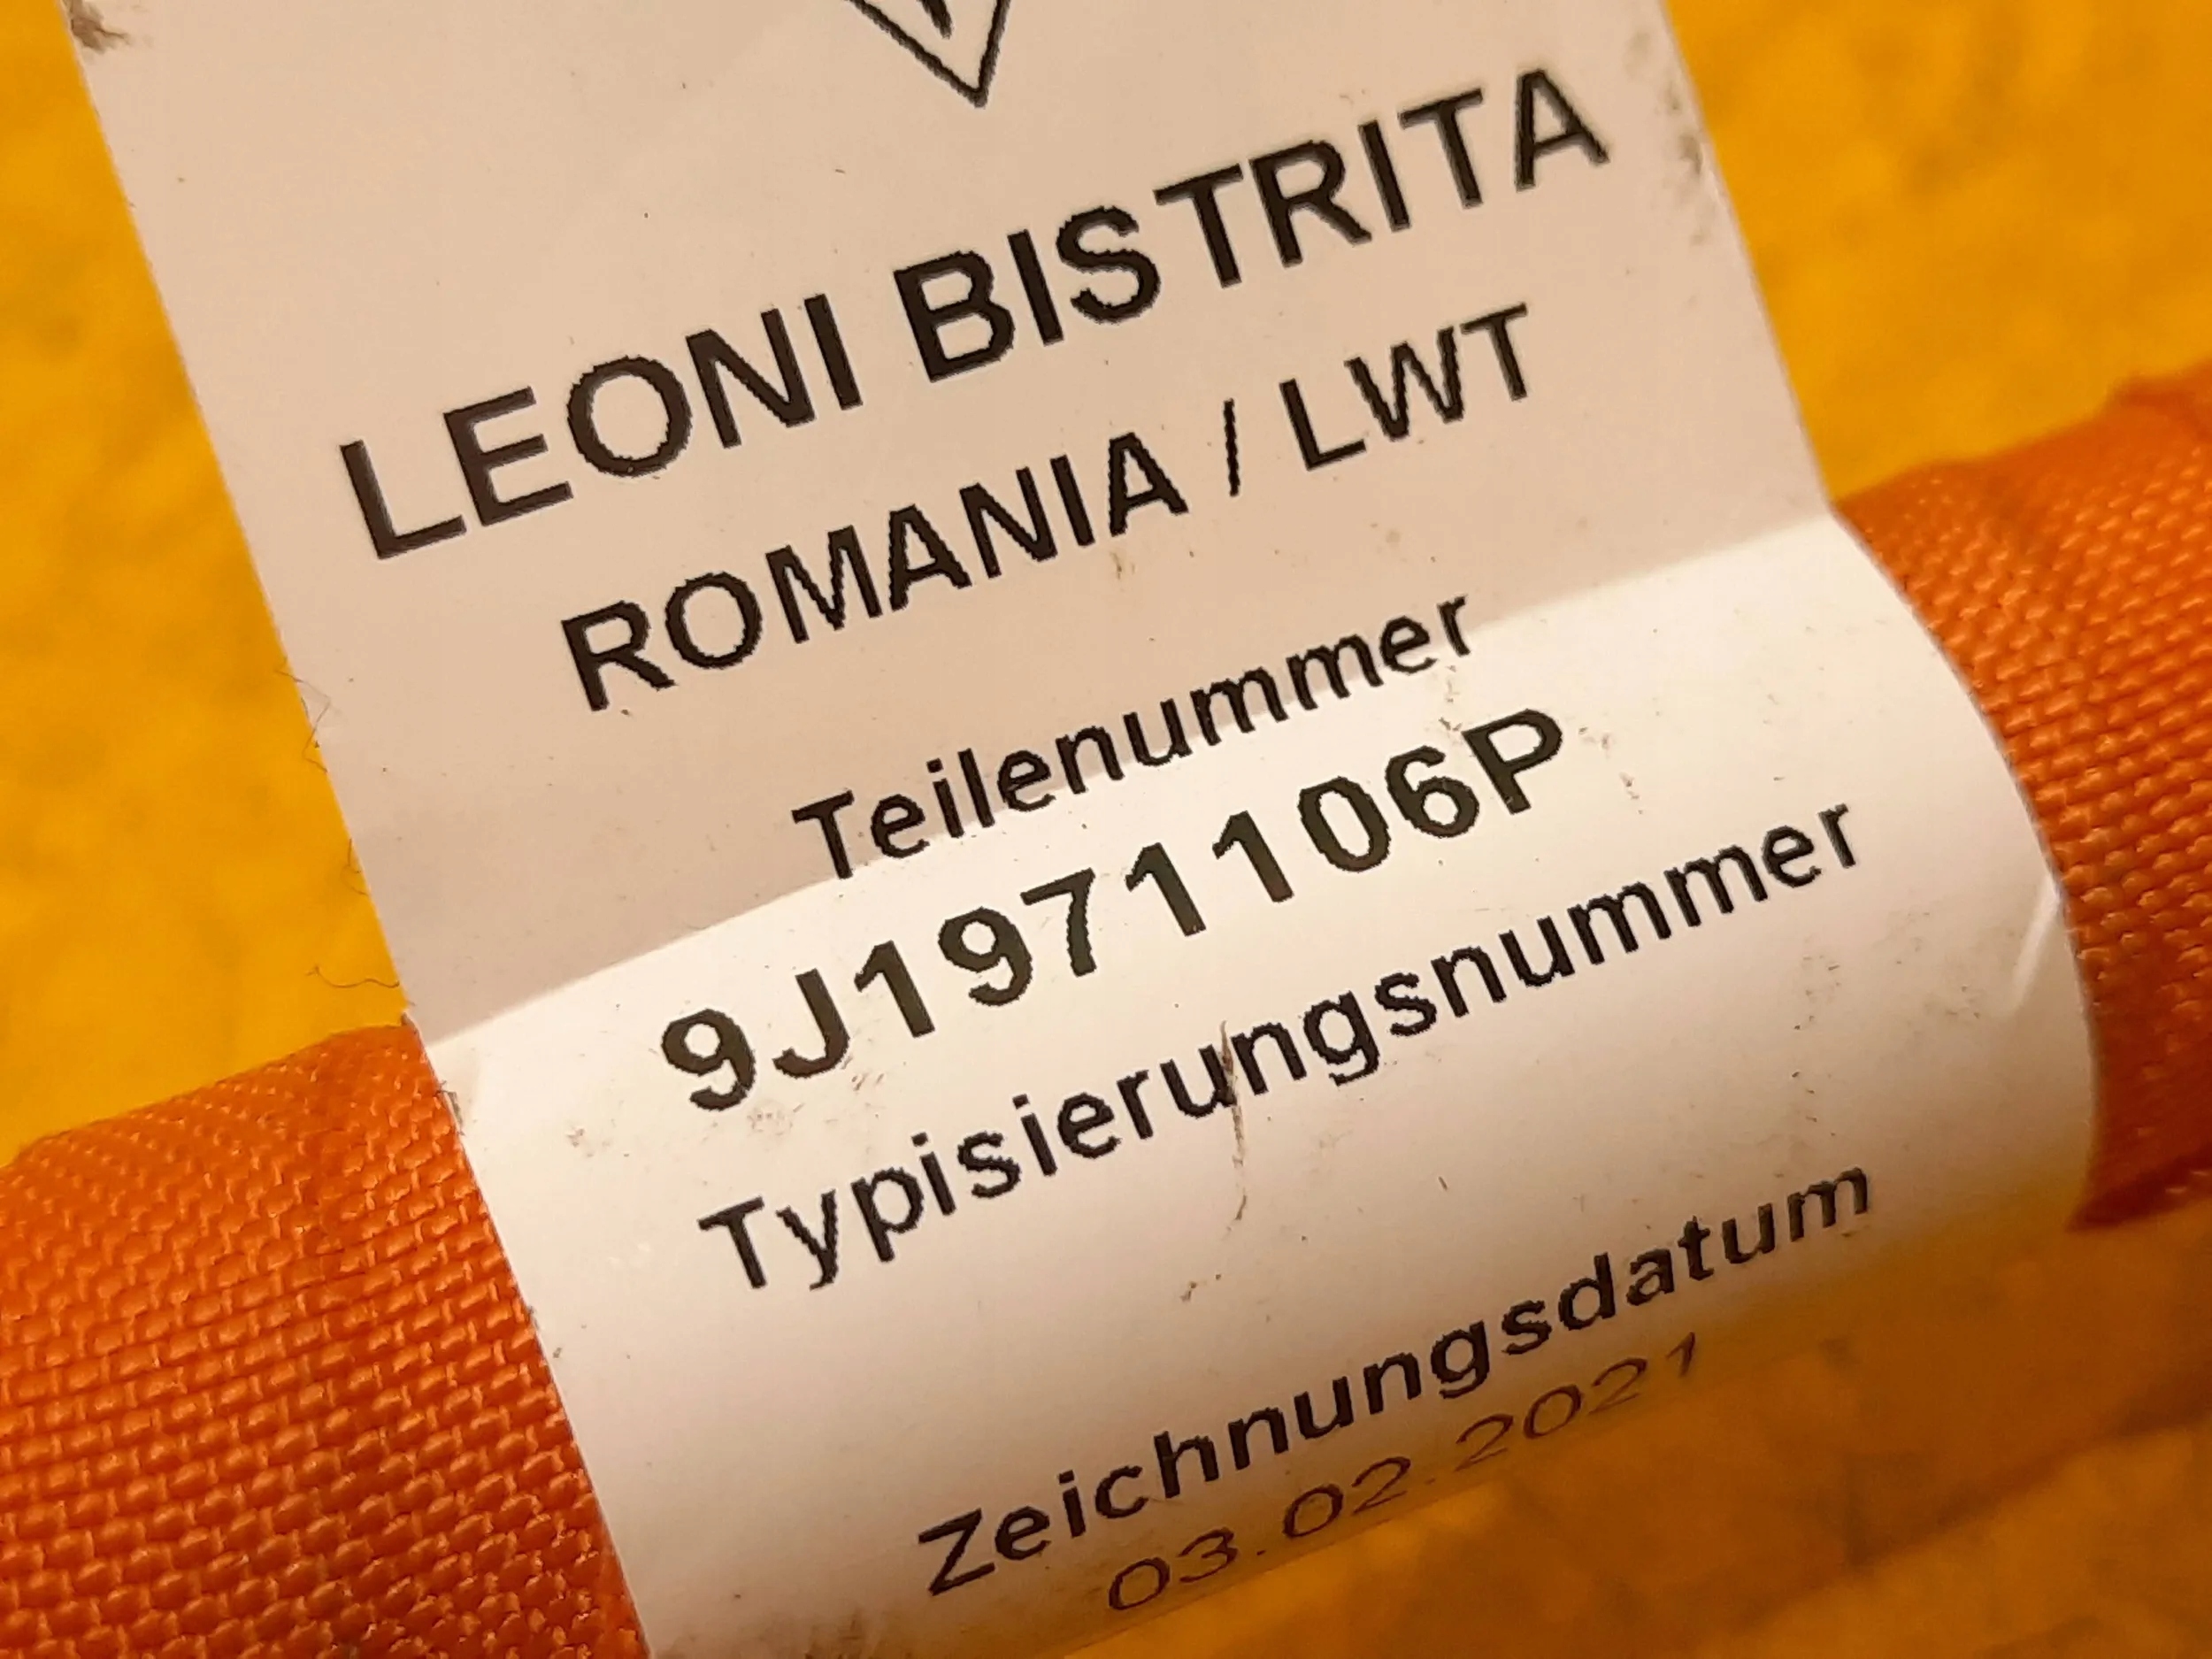 LEONI BISTRITA
ROMANIA / LWT
Teilenummer
9J1971106P
Typisierungsnummer
Zeichnungsdatum
03.02.2021